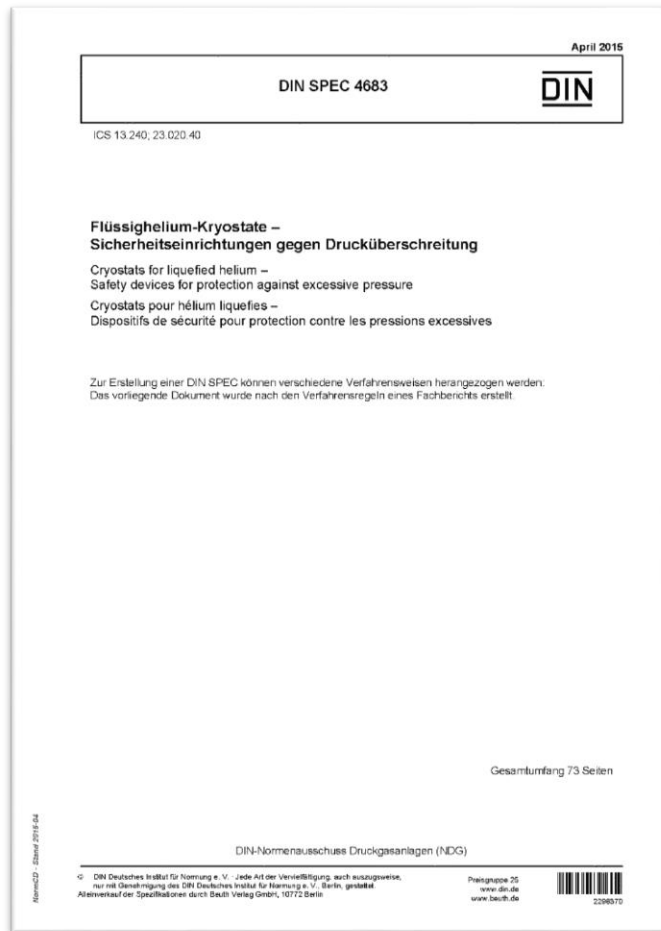 April 2015
DIN SPEC 4683
DIN
ICS 13.240; 23.020.40
Flüssighelium-Kryostate –
Sicherheitseinrichtungen gegen Drucküberschreitung
Cryostats for liquefied helium –
Safety devices for protection against excessive pressure
Cryostats pour hélium liquefies –
Dispositifs de sécurité pour protection contre les pressions excessives
Zur Erstellung einer DIN SPEC können verschiedene Verfahrensweisen herangezogen werden:
Das vorliegende Dokument wurde nach den Verfahrensregeln eines Fachberichts erstellt.
Gesamtumfang 73 Seiten
NormCD - Stand 2015-04
DIN-Normenausschuss Druckgasanlagen (NDG)
© DIN Deutsches Institut für Normung e. V. · Jede Art der Vervielfältigung, auch auszugsweise,
nur mit Genehmigung des DIN Deutsches Institut für Normung e. V., Berlin, gestattet.
Alleinverkauf der Spezifikationen durch Beuth Verlag GmbH, 10772 Berlin
Preisgruppe 25
www.din.de
www.beuth.de
2298370